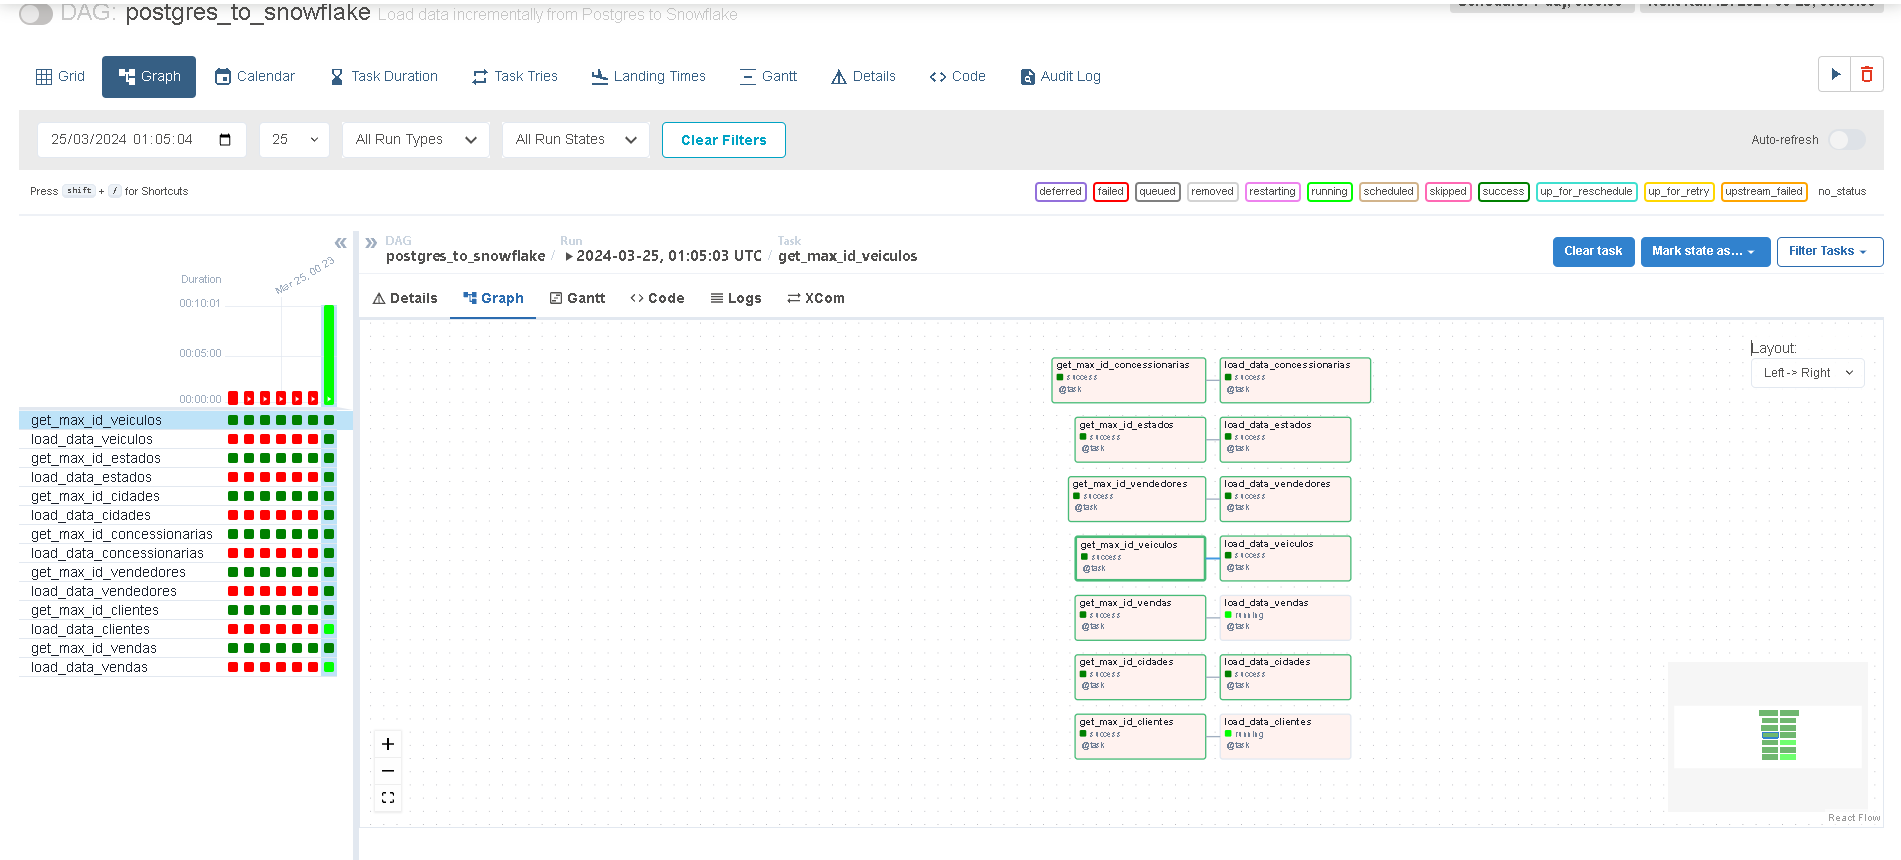 DAG: postgres_to_snowflake Load data incrementally from Postgres to Snowflake
Grid Graph Calendar Task Duration Task Tries Landing Times Gantt Details Code Audit Log
25/03/2024 01:05:04 25 All Run Types All Run States Clear Filters Auto-refresh
Press shift + / for Shortcuts deferred failed queued removed restarting running scheduled skipped success up_for_reschedule up_for_retry upstream_failed no_status
DAG Run Task
postgres_to_snowflake / 2024-03-25, 01:05:03 UTC / get_max_id_veiculos
Clear task Mark state as... Filter Tasks
Details Graph Gantt Code Logs XCom
Mar 25, 00:23
Duration
00:10:01
00:05:00
00:00:00
get_max_id_veiculos
load_data_veiculos
get_max_id_estados
load_data_estados
get_max_id_cidades
load_data_cidades
get_max_id_concessionarias
load_data_concessionarias
get_max_id_vendedores
load_data_vendedores
get_max_id_clientes
load_data_clientes
get_max_id_vendas
load_data_vendas
Layout:
Left -> Right
get_max_id_concessionarias load_data_concessionarias
success success
@task @task
get_max_id_estados load_data_estados
success success
@task @task
get_max_id_vendedores load_data_vendedores
success success
@task @task
get_max_id_veiculos load_data_veiculos
success success
@task @task
get_max_id_vendas load_data_vendas
success running
@task @task
get_max_id_cidades load_data_cidades
success success
@task @task
get_max_id_clientes load_data_clientes
success running
@task @task
React Flow